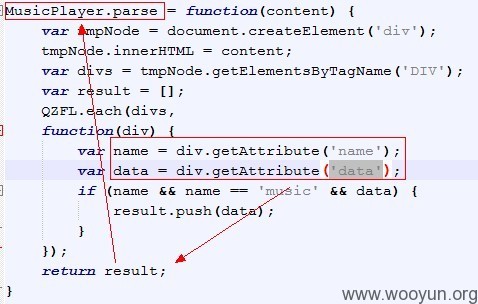 MusicPlayer.parse = function(content) {
var tmpNode = document.createElement('div');
tmpNode.innerHTML = content;
var divs = tmpNode.getElementsByTagName('DIV');
var result = [];
QZFL.each(divs,
function(div) {
var name = div.getAttribute('name');
var data = div.getAttribute('data');
if (name && name == 'music' && data) {
result.push(data);
}
});
return result;
}
www.wooyun.org